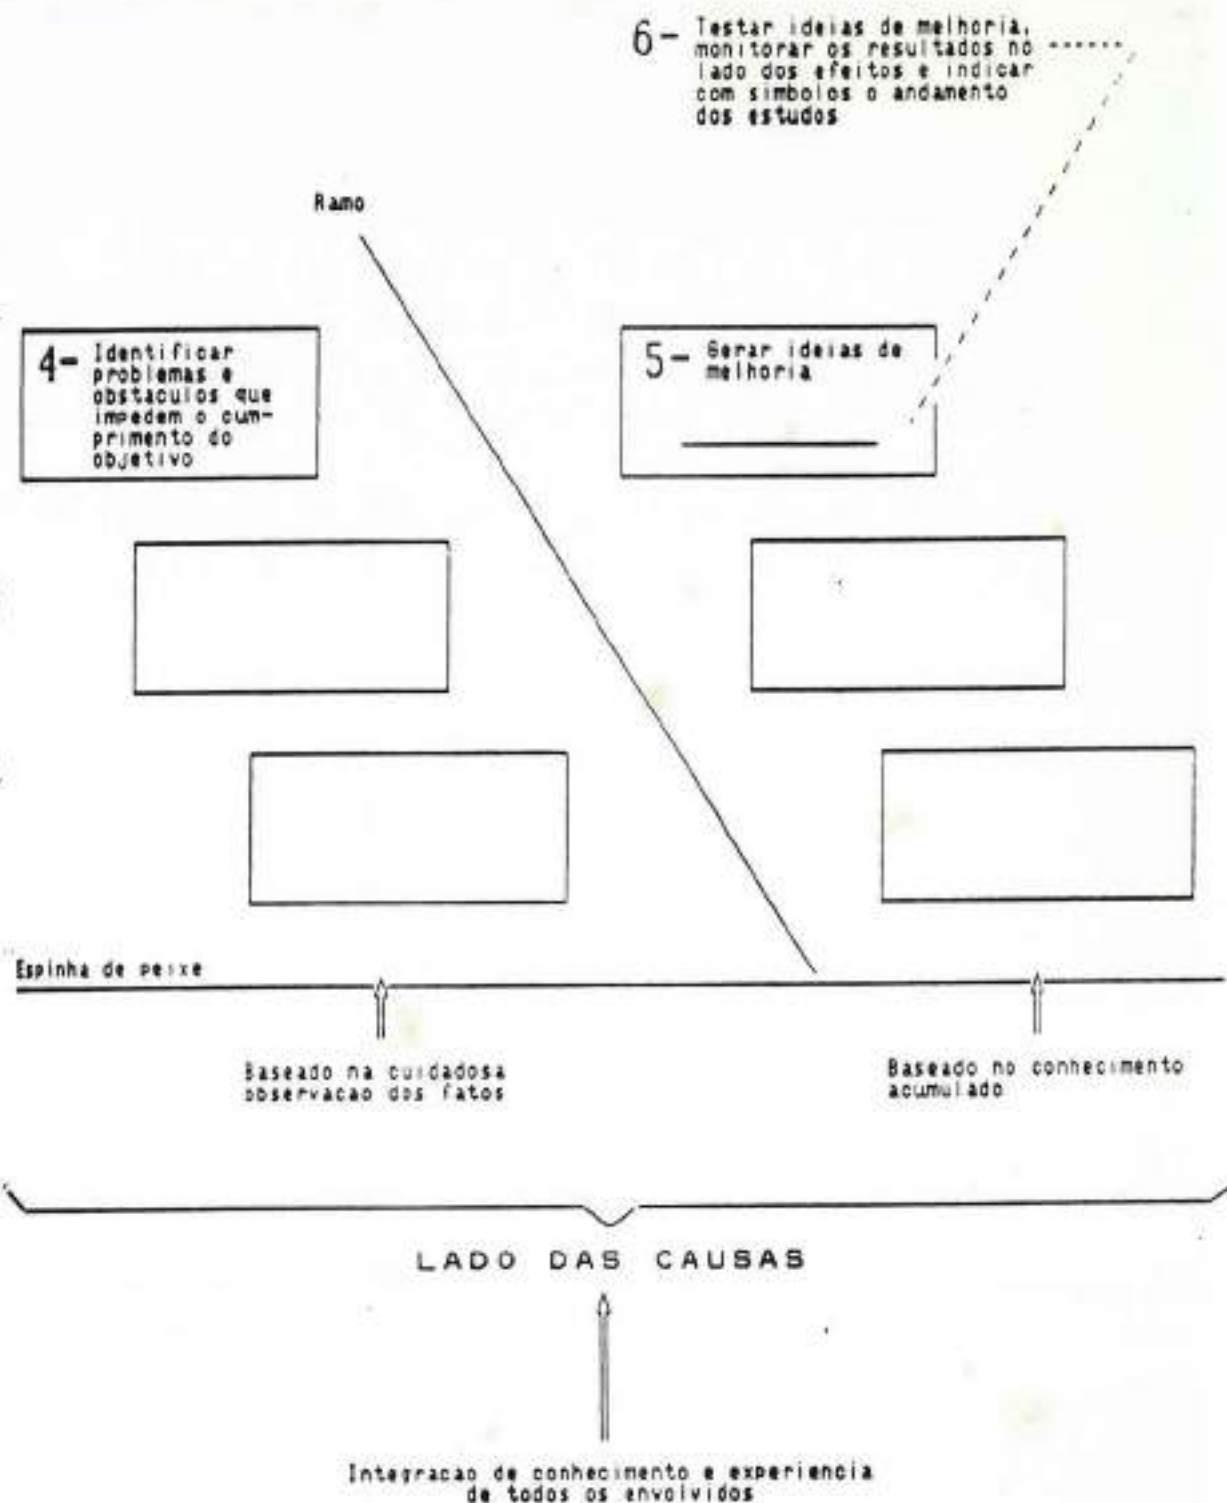 6- Testar ideias de melhoria,
monitorar os resultados no
lado dos efeitos e indicar
com simbolos o andamento
dos estudos
Ramo
4- Identificar
problemas e
obstaculos que
impedem o cum-
primento do
objetivo
5- Gerar ideias de
melhoria
Espinha de peixe
Baseado na cuidadosa
observacao dos fatos
Baseado no conhecimento
acumulado
LADO DAS CAUSAS
Integracao de conhecimento e experiencia
de todos os envolvidos